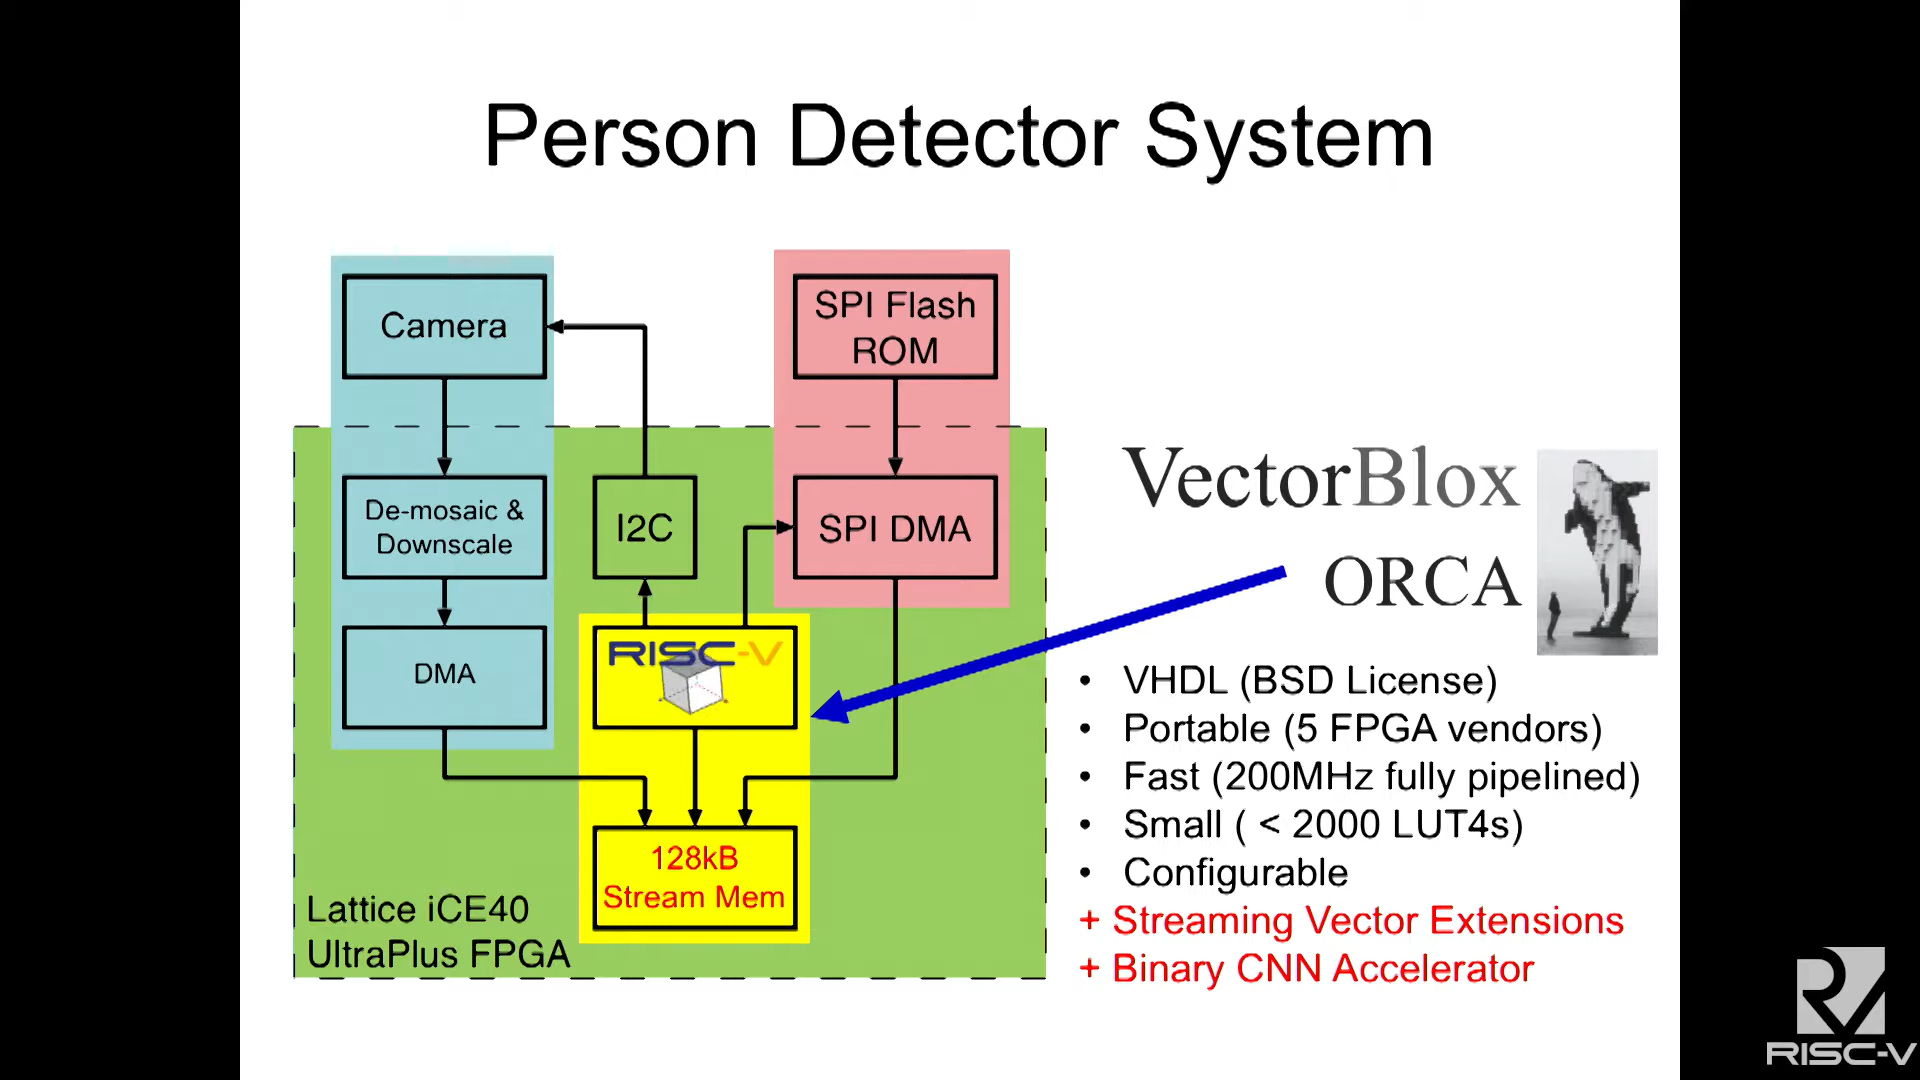 Person Detector System
Camera
SPI Flash
ROM
De-mosaic &
Downscale
I2C
SPI DMA
DMA
RISC-V
128kB
Stream Mem
Lattice iCE40
UltraPlus FPGA
VectorBlox
ORCA
• VHDL (BSD License)
• Portable (5 FPGA vendors)
• Fast (200MHz fully pipelined)
• Small ( < 2000 LUT4s)
• Configurable
+ Streaming Vector Extensions
+ Binary CNN Accelerator
RISC-V